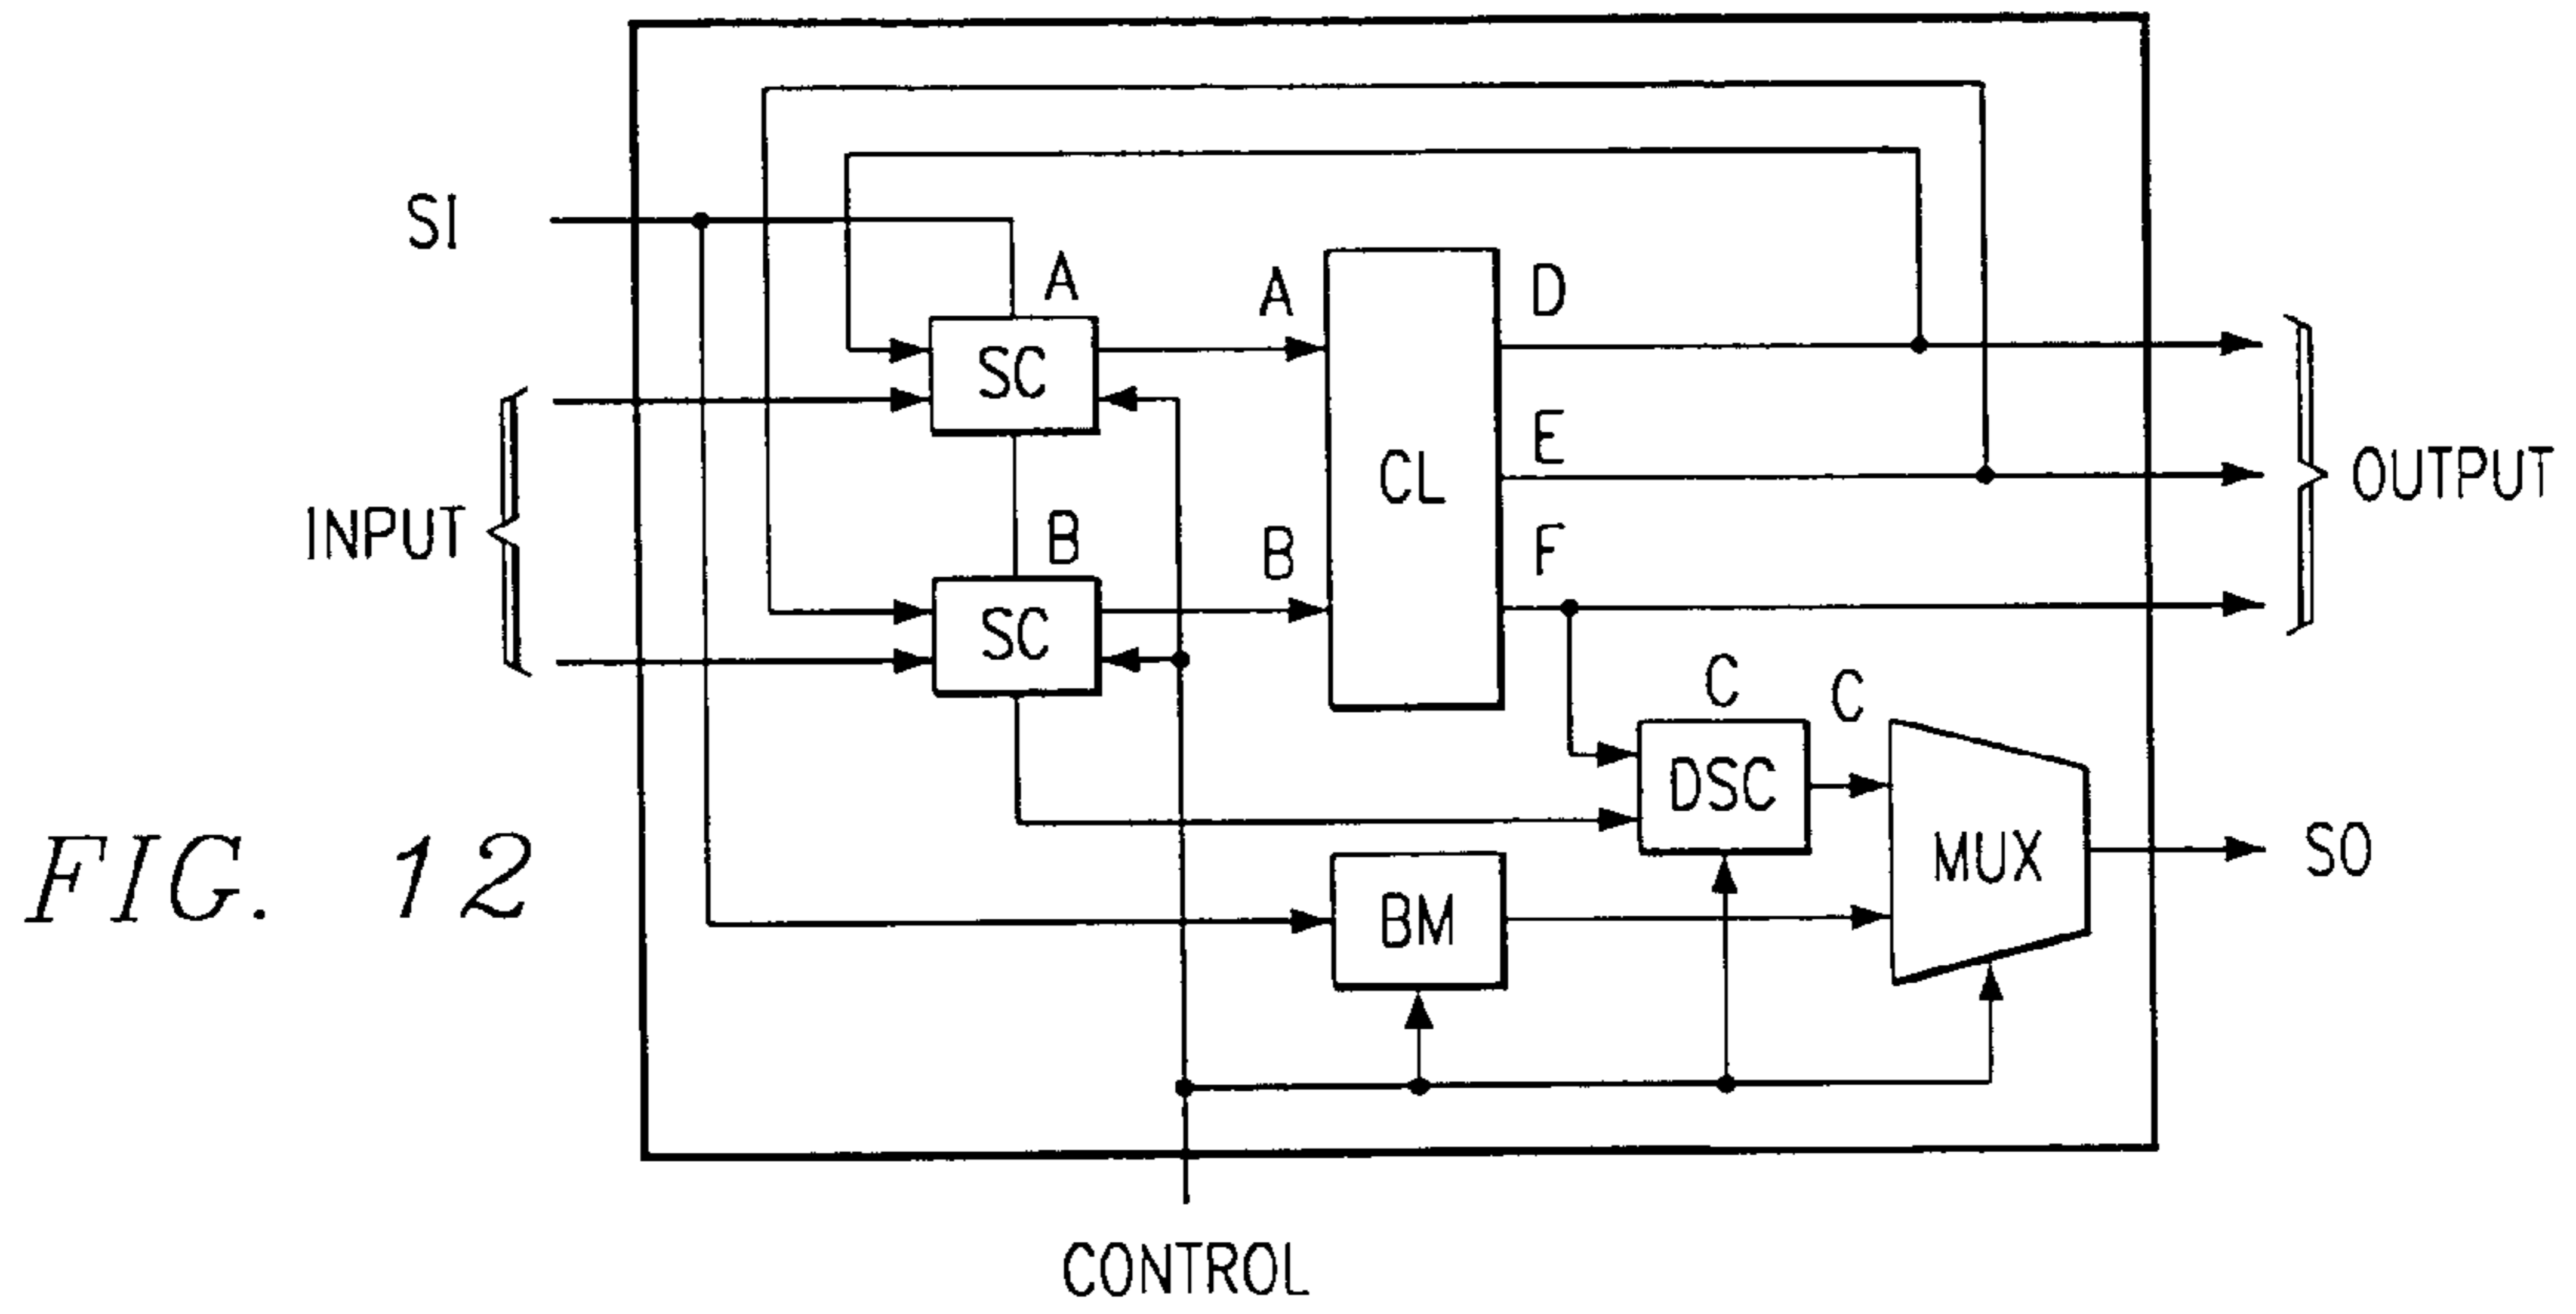 SI
A
A
D
SC
E
CL
INPUT
OUTPUT
B
B
F
SC
C
C
DSC
MUX
SO
BM
FIG. 12
CONTROL